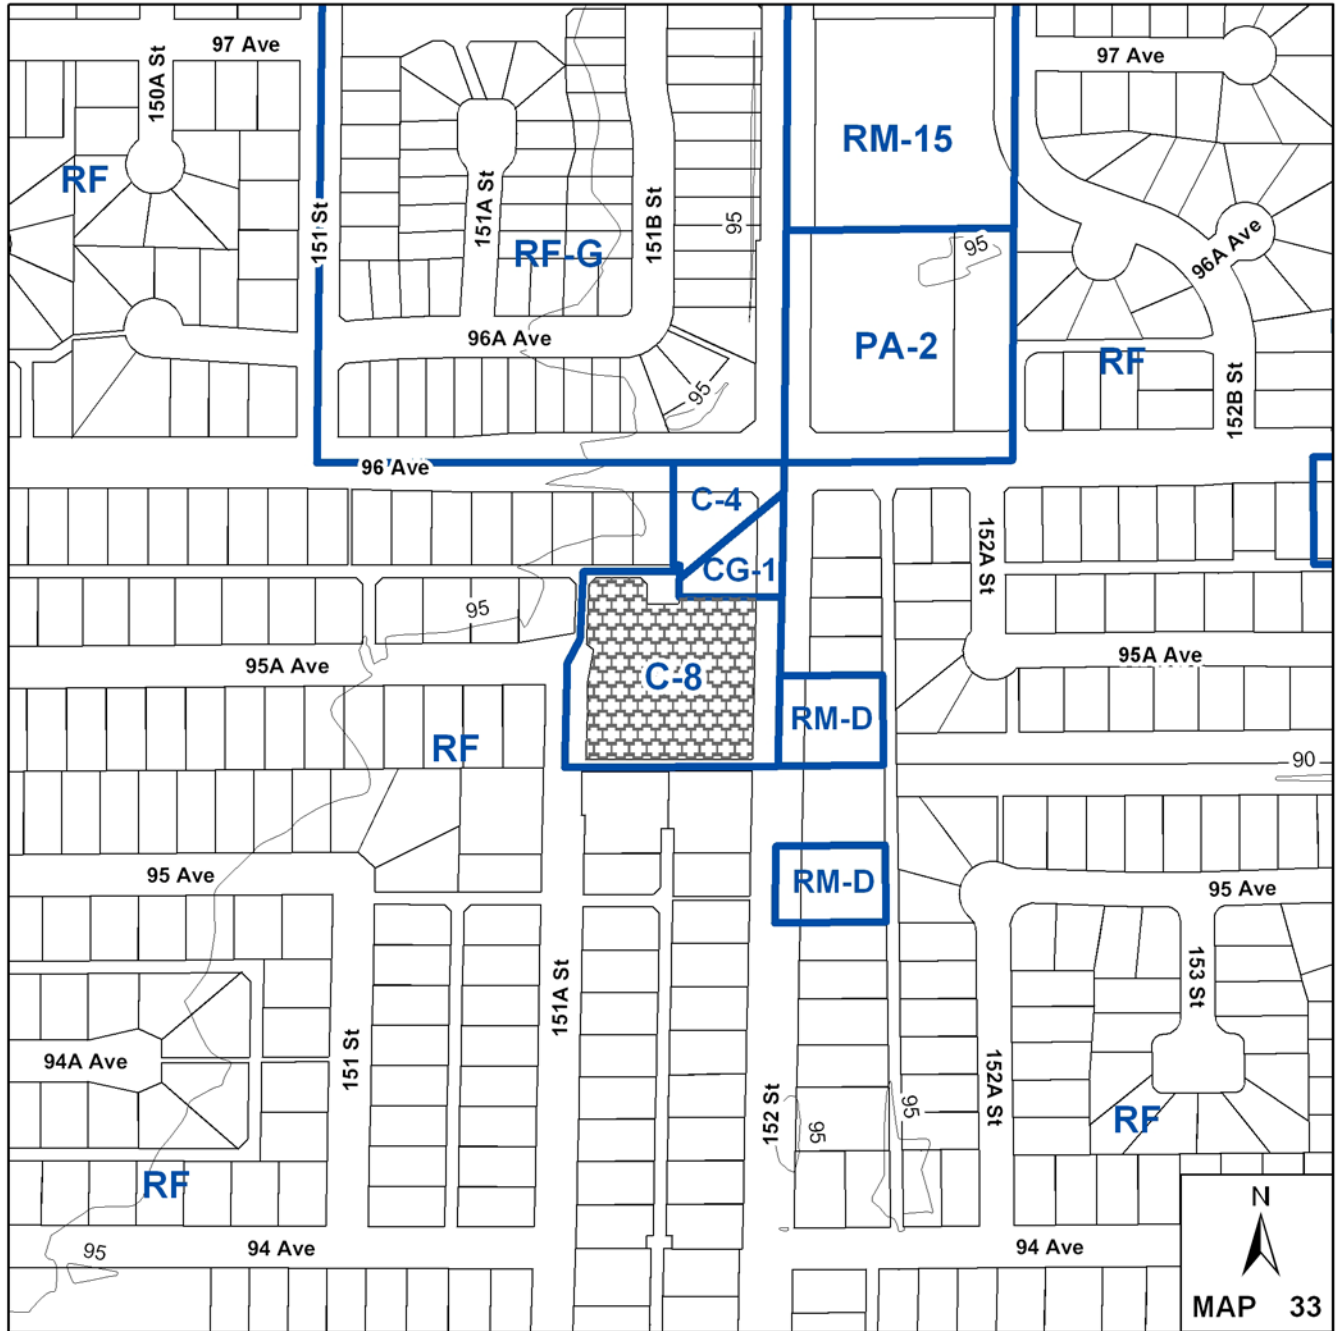 97 Ave
97 Ave
150A St
RM-15
RF
151A St
151 St
151B St
95
RF-G
95
96A Ave
96A Ave
PA-2
RF
95
152B St
96 Ave
C-4
152A St
CG-1
95
95A Ave
95A Ave
C-8
RM-D
RF
90
95 Ave
RM-D
95 Ave
151A St
153 St
151 St
94A Ave
152 St
152A St
95
95
RF
RF
95
94 Ave
94 Ave
N
MAP 33